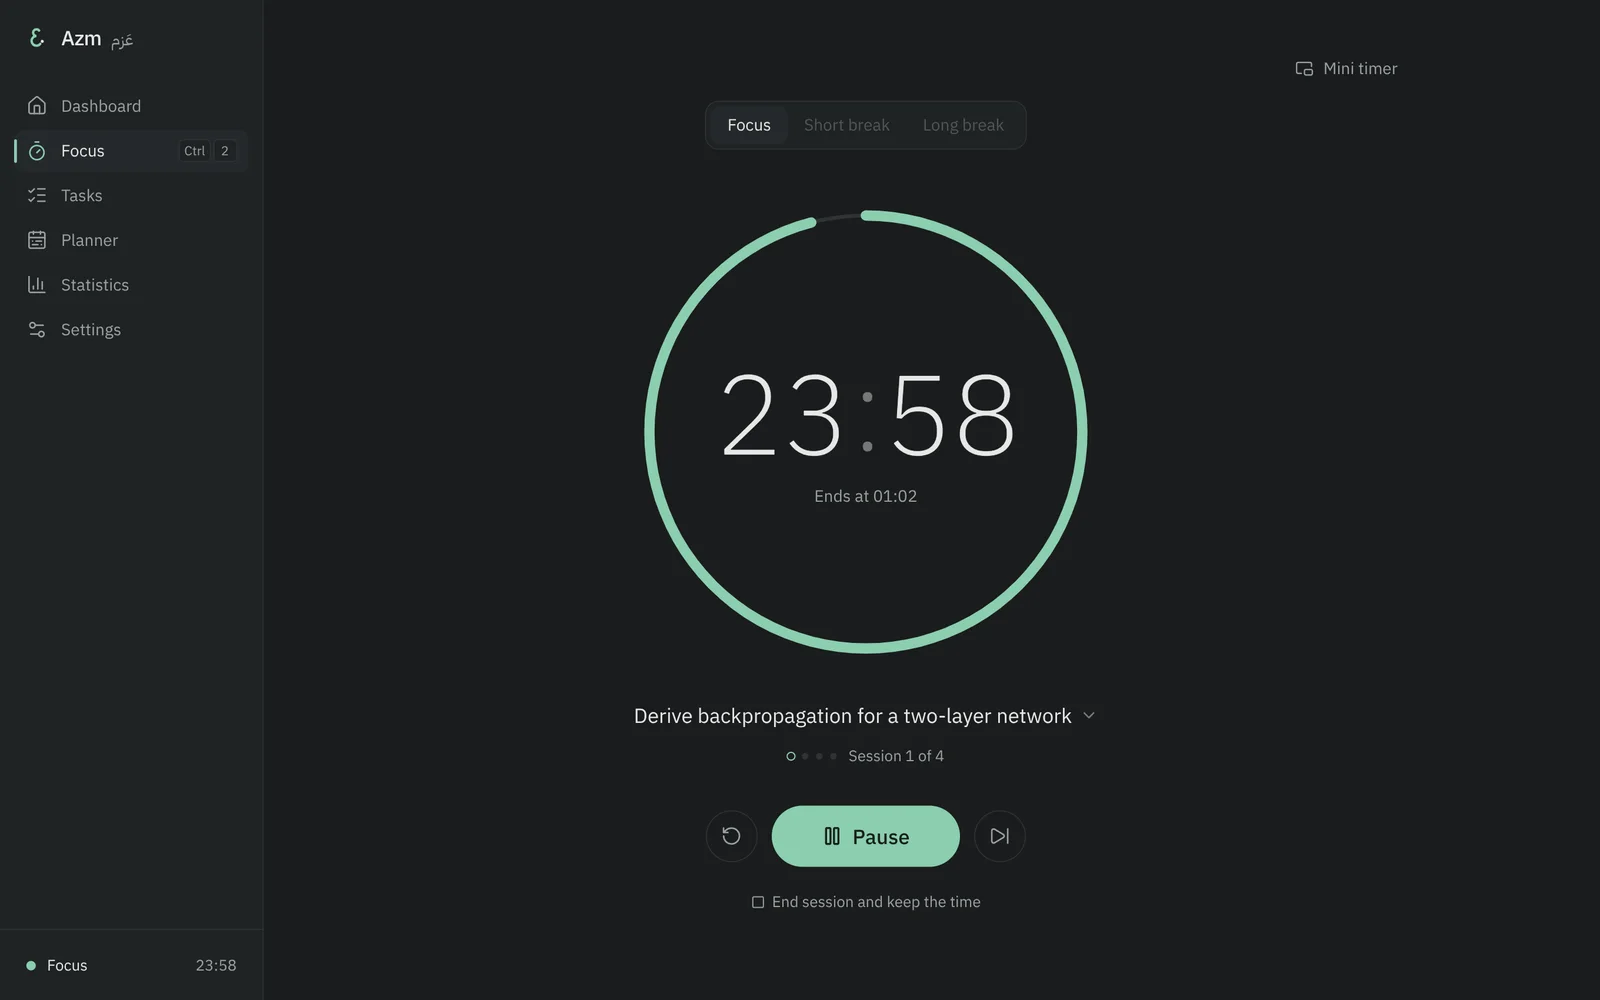 Azm عَزم
Dashboard
Focus Ctrl 2
Tasks
Planner
Statistics
Settings
Focus 23:58
Mini timer
Focus Short break Long break
23:58
Ends at 01:02
Derive backpropagation for a two-layer network
Session 1 of 4
Pause
End session and keep the time